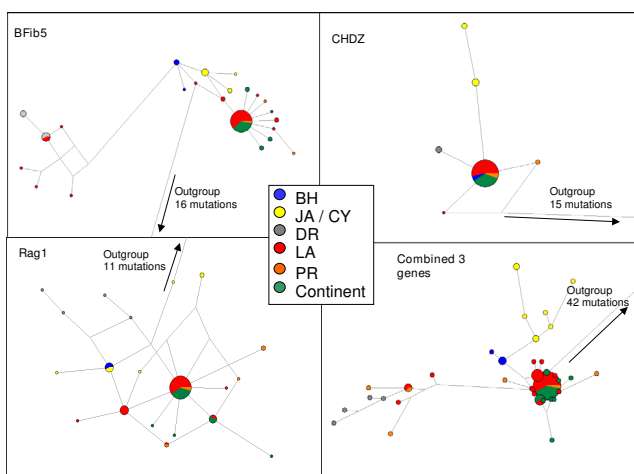 BFib5
Outgroup
16 mutations
CHDZ
Outgroup
15 mutations
BH
JA / CY
DR
LA
PR
Continent
Rag1
Outgroup
11 mutations
Combined 3
genes
Outgroup
42 mutations